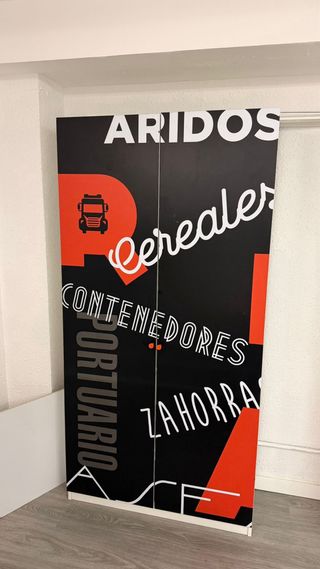 ARIDOS
Cereales
CONTENEDORES
PORTUARIO
ZAHORRAS